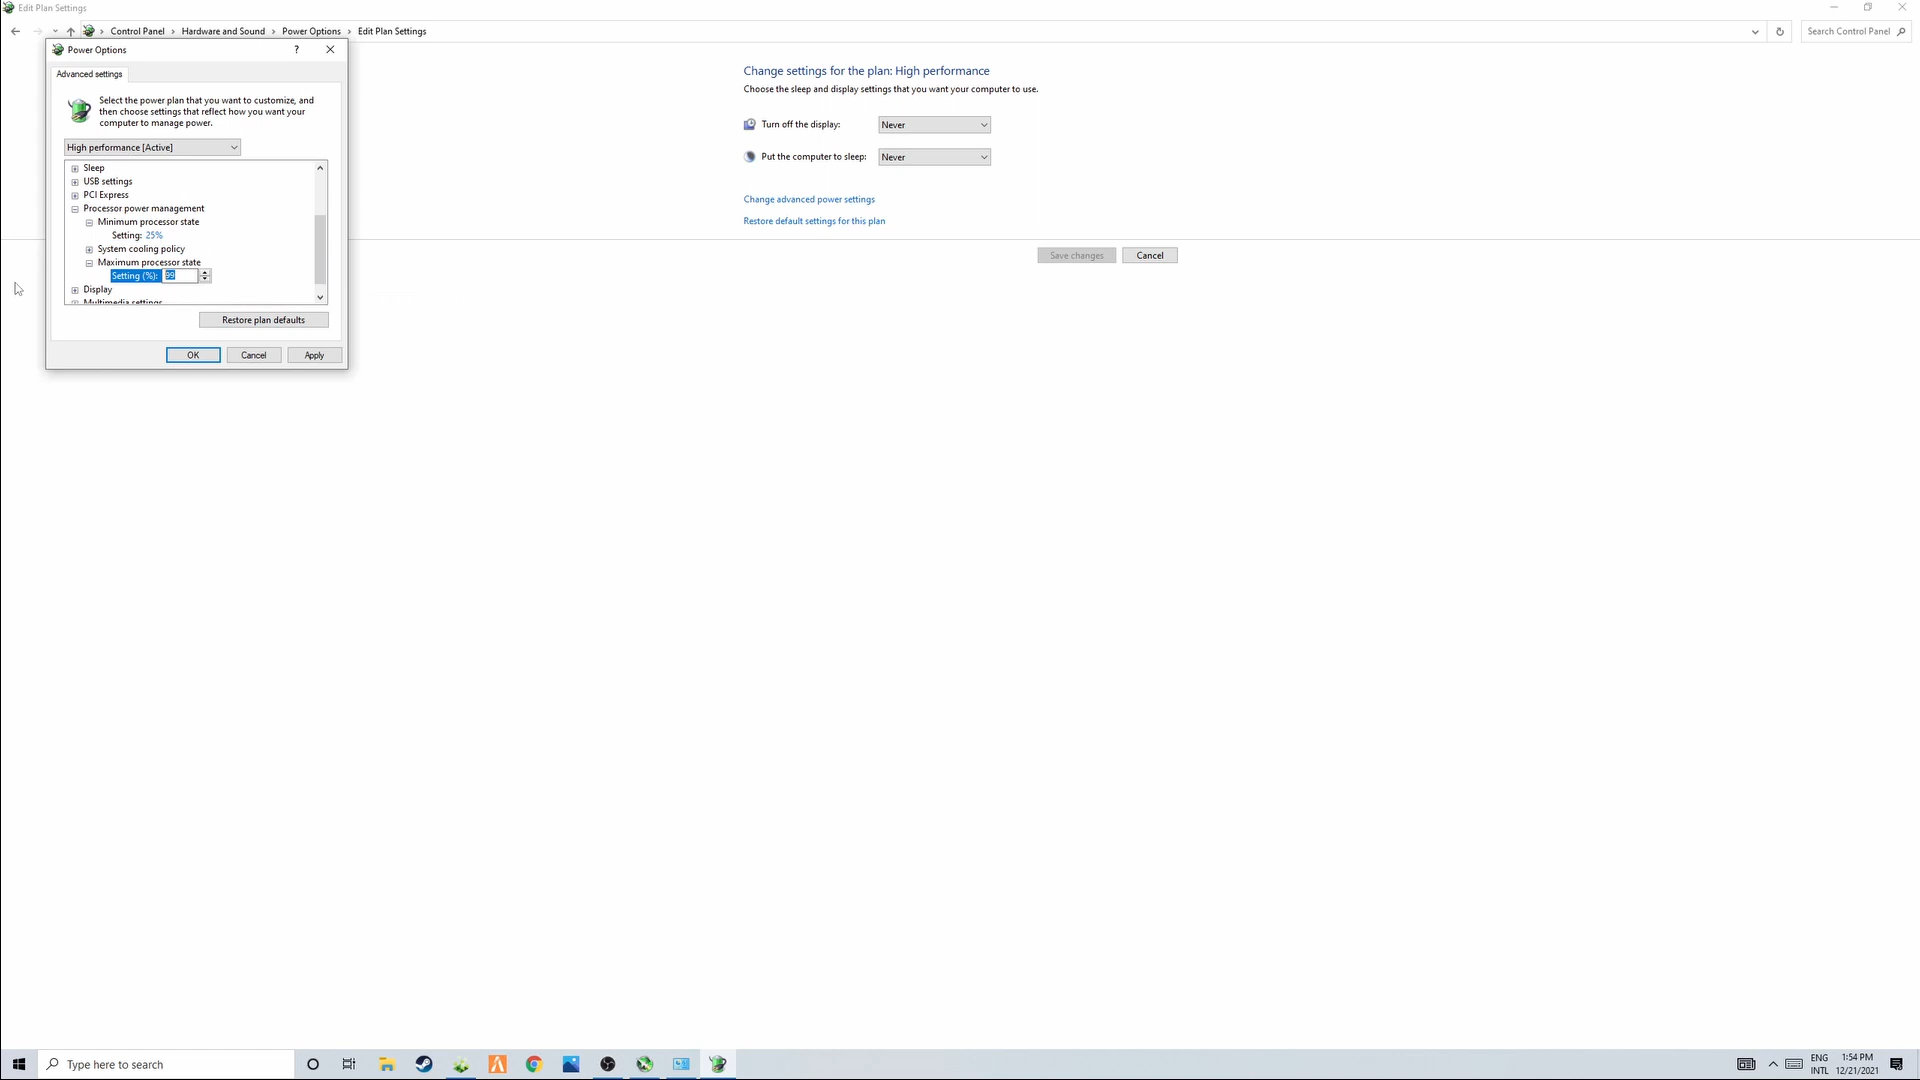 Edit Plan Settings
Control Panel › Hardware and Sound › Power Options › Edit Plan Settings
Search Control Panel
Power Options
?
Advanced settings
Select the power plan that you want to customize, and
then choose settings that reflect how you want your
computer to manage power.
High performance [Active]
Sleep
USB settings
PCI Express
Processor power management
Minimum processor state
Setting: 25%
System cooling policy
Maximum processor state
Setting (%): 99
Display
Multimedia settings
Restore plan defaults
OK
Cancel
Apply
Change settings for the plan: High performance
Choose the sleep and display settings that you want your computer to use.
Turn off the display: Never
Put the computer to sleep: Never
Change advanced power settings
Restore default settings for this plan
Save changes
Cancel
Type here to search
ENG
INTL
1:54 PM
12/21/2021